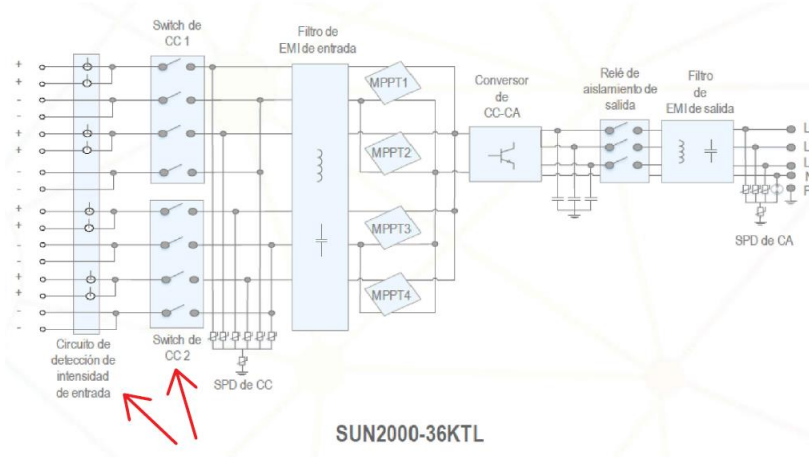 Switch de
CC 1
Filtro de
EMI de entrada
MPPT1
MPPT2
MPPT3
MPPT4
Conversor
de
CC-CA
Relé de
aislamiento de
salida
Filtro
de
EMI de salida
L
L
L
N
P
SPD de CA
+
+
-
-
+
+
-
-
+
+
-
-
+
+
-
-
Circuito de
detección de
intensidad
de entrada
Switch de
CC 2
SPD de CC
SUN2000-36KTL